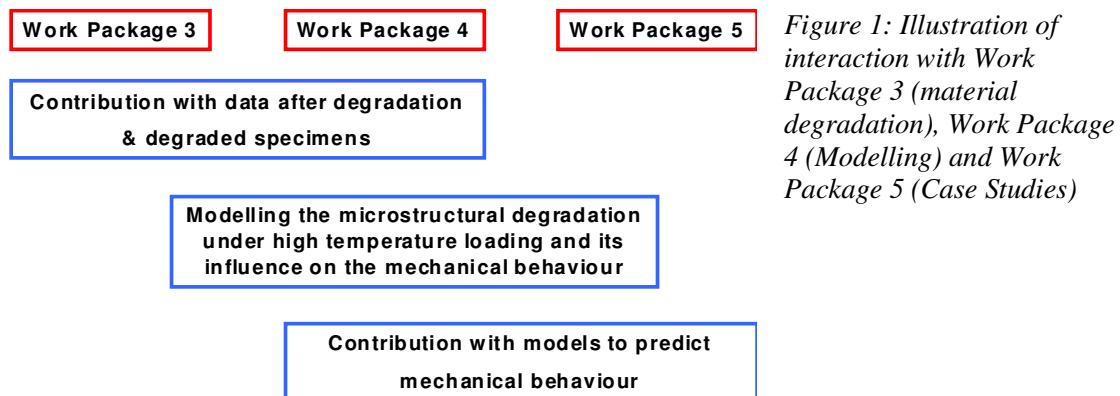 Work Package 3
Work Package 4
Work Package 5
Contribution with data after degradation
& degraded specimens
Modelling the microstructural degradation
under high temperature loading and its
influence on the mechanical behaviour
Contribution with models to predict
mechanical behaviour
Figure 1: Illustration of
interaction with Work
Package 3 (material
degradation), Work Package
4 (Modelling) and Work
Package 5 (Case Studies)